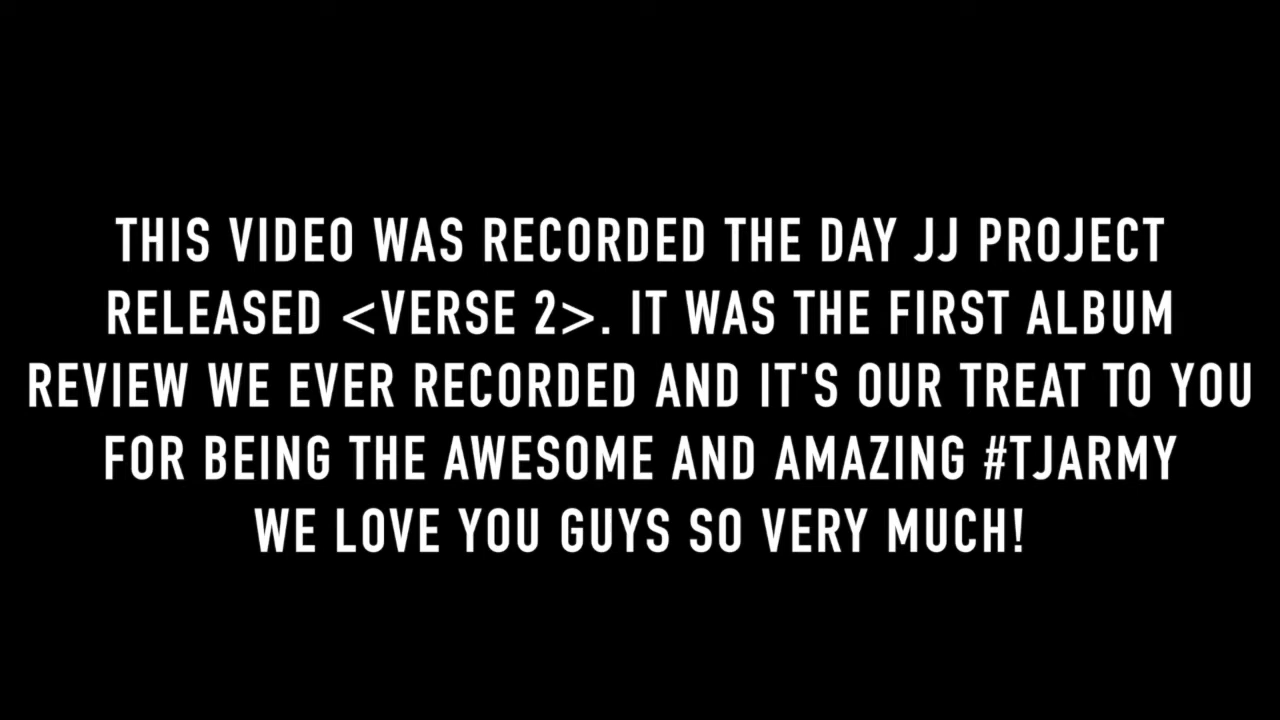 THIS VIDEO WAS RECORDED THE DAY JJ PROJECT
RELEASED <VERSE 2>. IT WAS THE FIRST ALBUM
REVIEW WE EVER RECORDED AND IT'S OUR TREAT TO YOU
FOR BEING THE AWESOME AND AMAZING #TJARMY
WE LOVE YOU GUYS SO VERY MUCH!